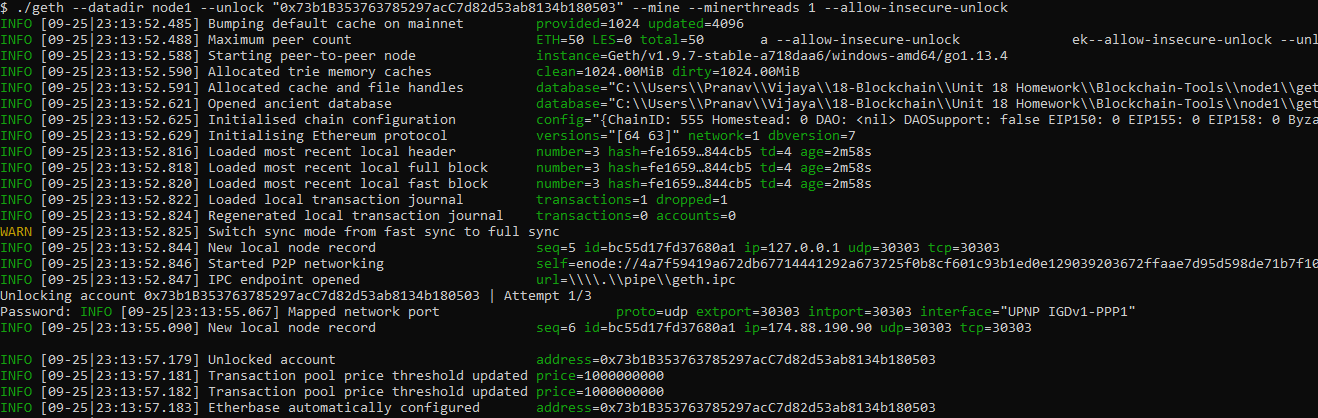 $ ./geth --datadir node1 --unlock "0x73b1B353763785297acC7d82d53ab8134b180503" --mine --minerthreads 1 --allow-insecure-unlock
INFO [09-25|23:13:52.485] Bumping default cache on mainnet provided=1024 updated=4096
INFO [09-25|23:13:52.488] Maximum peer count ETH=50 LES=0 total=50 a --allow-insecure-unlock ek--allow-insecure-unlock --unl
INFO [09-25|23:13:52.588] Starting peer-to-peer node instance=Geth/v1.9.7-stable-a718daa6/windows-amd64/go1.13.4
INFO [09-25|23:13:52.590] Allocated trie memory caches clean=1024.00MiB dirty=1024.00MiB
INFO [09-25|23:13:52.591] Allocated cache and file handles database="C:\\Users\\Pranav\\Vijaya\\18-Blockchain\\Unit 18 Homework\\Blockchain-Tools\\node1\\get
INFO [09-25|23:13:52.621] Opened ancient database database="C:\\Users\\Pranav\\Vijaya\\18-Blockchain\\Unit 18 Homework\\Blockchain-Tools\\node1\\get
INFO [09-25|23:13:52.625] Initialised chain configuration config="{ChainID: 555 Homestead: 0 DAO: <nil> DAOSupport: false EIP150: 0 EIP155: 0 EIP158: 0 Byza
INFO [09-25|23:13:52.629] Initialising Ethereum protocol versions="[64 63]" network=1 dbversion=7
INFO [09-25|23:13:52.816] Loaded most recent local header number=3 hash=fe1659…844cb5 td=4 age=2m58s
INFO [09-25|23:13:52.818] Loaded most recent local full block number=3 hash=fe1659…844cb5 td=4 age=2m58s
INFO [09-25|23:13:52.820] Loaded most recent local fast block number=3 hash=fe1659…844cb5 td=4 age=2m58s
INFO [09-25|23:13:52.822] Loaded local transaction journal transactions=1 dropped=1
INFO [09-25|23:13:52.824] Regenerated local transaction journal transactions=0 accounts=0
WARN [09-25|23:13:52.825] Switch sync mode from fast sync to full sync
INFO [09-25|23:13:52.844] New local node record seq=5 id=bc55d17fd37680a1 ip=127.0.0.1 udp=30303 tcp=30303
INFO [09-25|23:13:52.846] Started P2P networking self=enode://4a7f59419a672db67714441292a673725f0b8cf601c93b1ed0e129039203672ffaae7d95d598de71b7f10
INFO [09-25|23:13:52.847] IPC endpoint opened url=\\\\.\\pipe\\geth.ipc
Unlocking account 0x73b1B353763785297acC7d82d53ab8134b180503 | Attempt 1/3
Password: INFO [09-25|23:13:55.067] Mapped network port proto=udp extport=30303 intport=30303 interface="UPNP IGDv1-PPP1"
INFO [09-25|23:13:55.090] New local node record seq=6 id=bc55d17fd37680a1 ip=174.88.190.90 udp=30303 tcp=30303
INFO [09-25|23:13:57.179] Unlocked account address=0x73b1B353763785297acC7d82d53ab8134b180503
INFO [09-25|23:13:57.181] Transaction pool price threshold updated price=1000000000
INFO [09-25|23:13:57.182] Transaction pool price threshold updated price=1000000000
INFO [09-25|23:13:57.183] Etherbase automatically configured address=0x73b1B353763785297acC7d82d53ab8134b180503